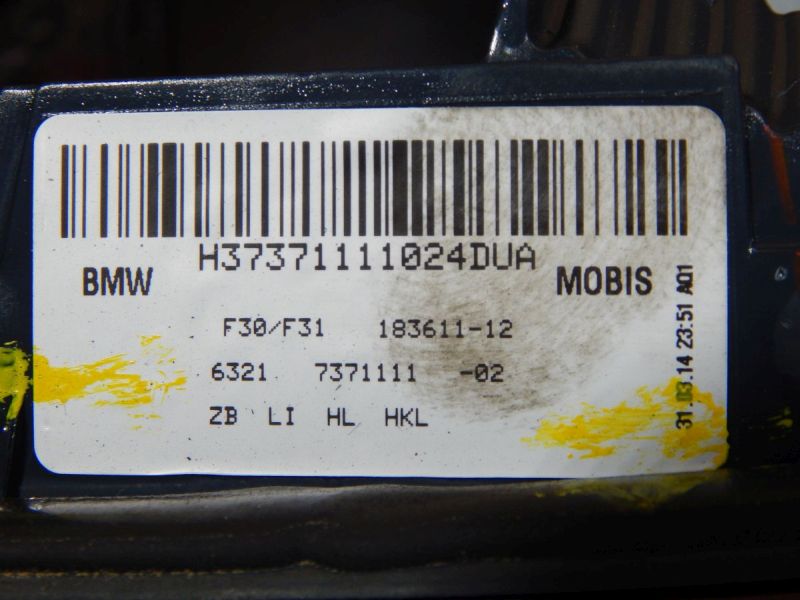 H37371111024DUA
BMW MOBIS
F30/F31 183611-12
6321 7371111 -02
ZB LI HL HKL
31.03.14 23:51 A01